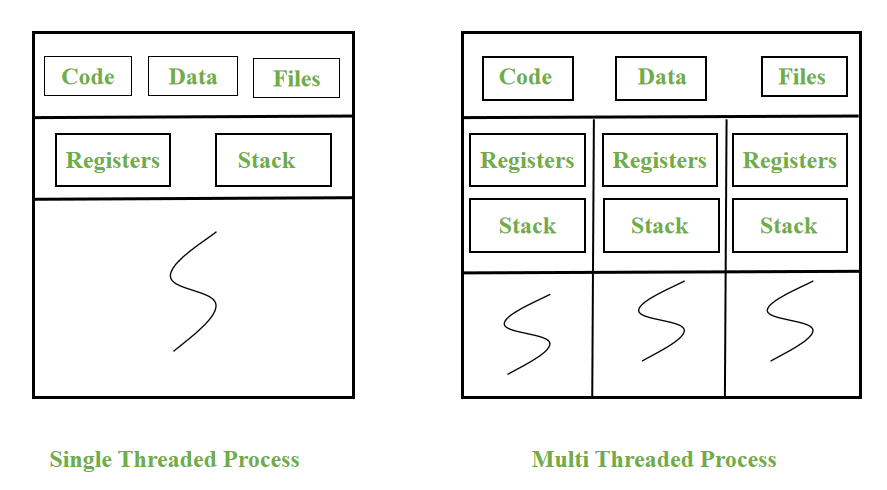 Code Data Files
Registers Stack
Single Threaded Process
Code Data Files
Registers Registers Registers
Stack Stack Stack
Multi Threaded Process